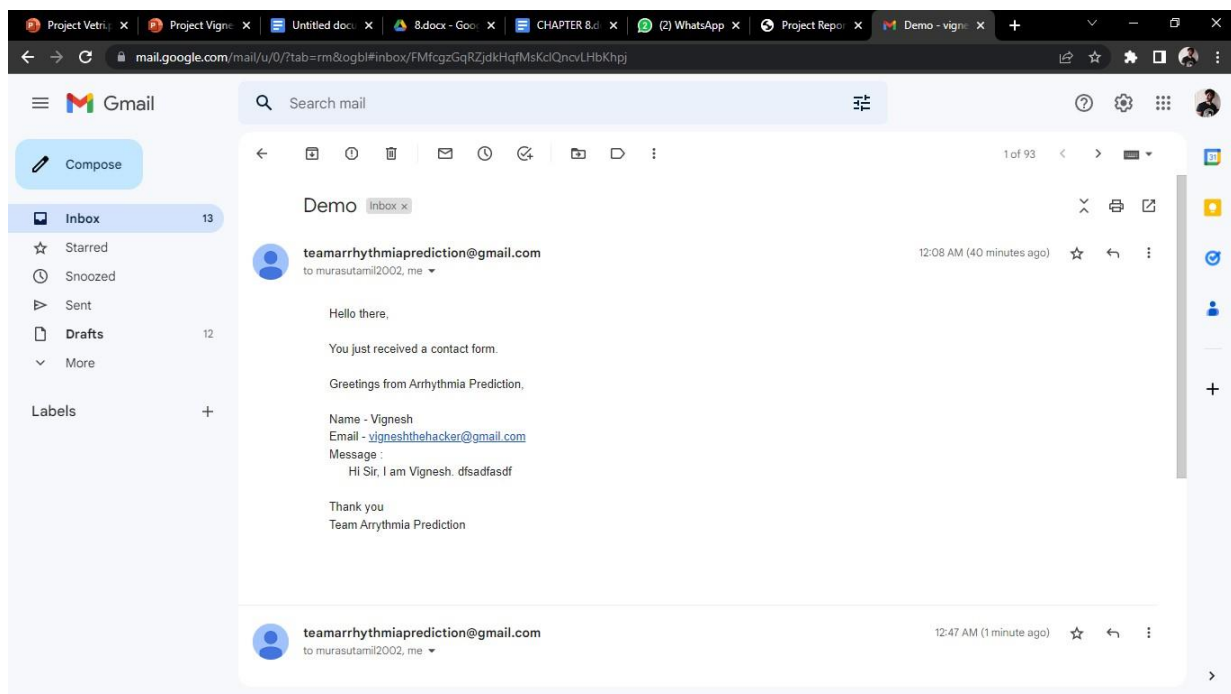 Project Vetri.p
Project Vigne
Untitled docu
8.docx - Goog
CHAPTER 8.d
(2) WhatsApp
Project Repor
Demo - vigne
mail.google.com/mail/u/0/?tab=rm&ogbl#inbox/FMfcgzGqRZjdkHqfMsKclQncvLHbKhpj
Gmail
Search mail
Compose
1 of 93
31
Inbox 13
Starred
Snoozed
Sent
Drafts 12
More
Labels
Demo Inbox x
teamarrhythmiaprediction@gmail.com 12:08 AM (40 minutes ago)
to murasutamil2002, me
Hello there,
You just received a contact form.
Greetings from Arrhythmia Prediction,
Name - Vignesh
Email - vigneshthehacker@gmail.com
Message :
Hi Sir, I am Vignesh. dfsadfasdf
Thank you
Team Arrythmia Prediction
teamarrhythmiaprediction@gmail.com 12:47 AM (1 minute ago)
to murasutamil2002, me